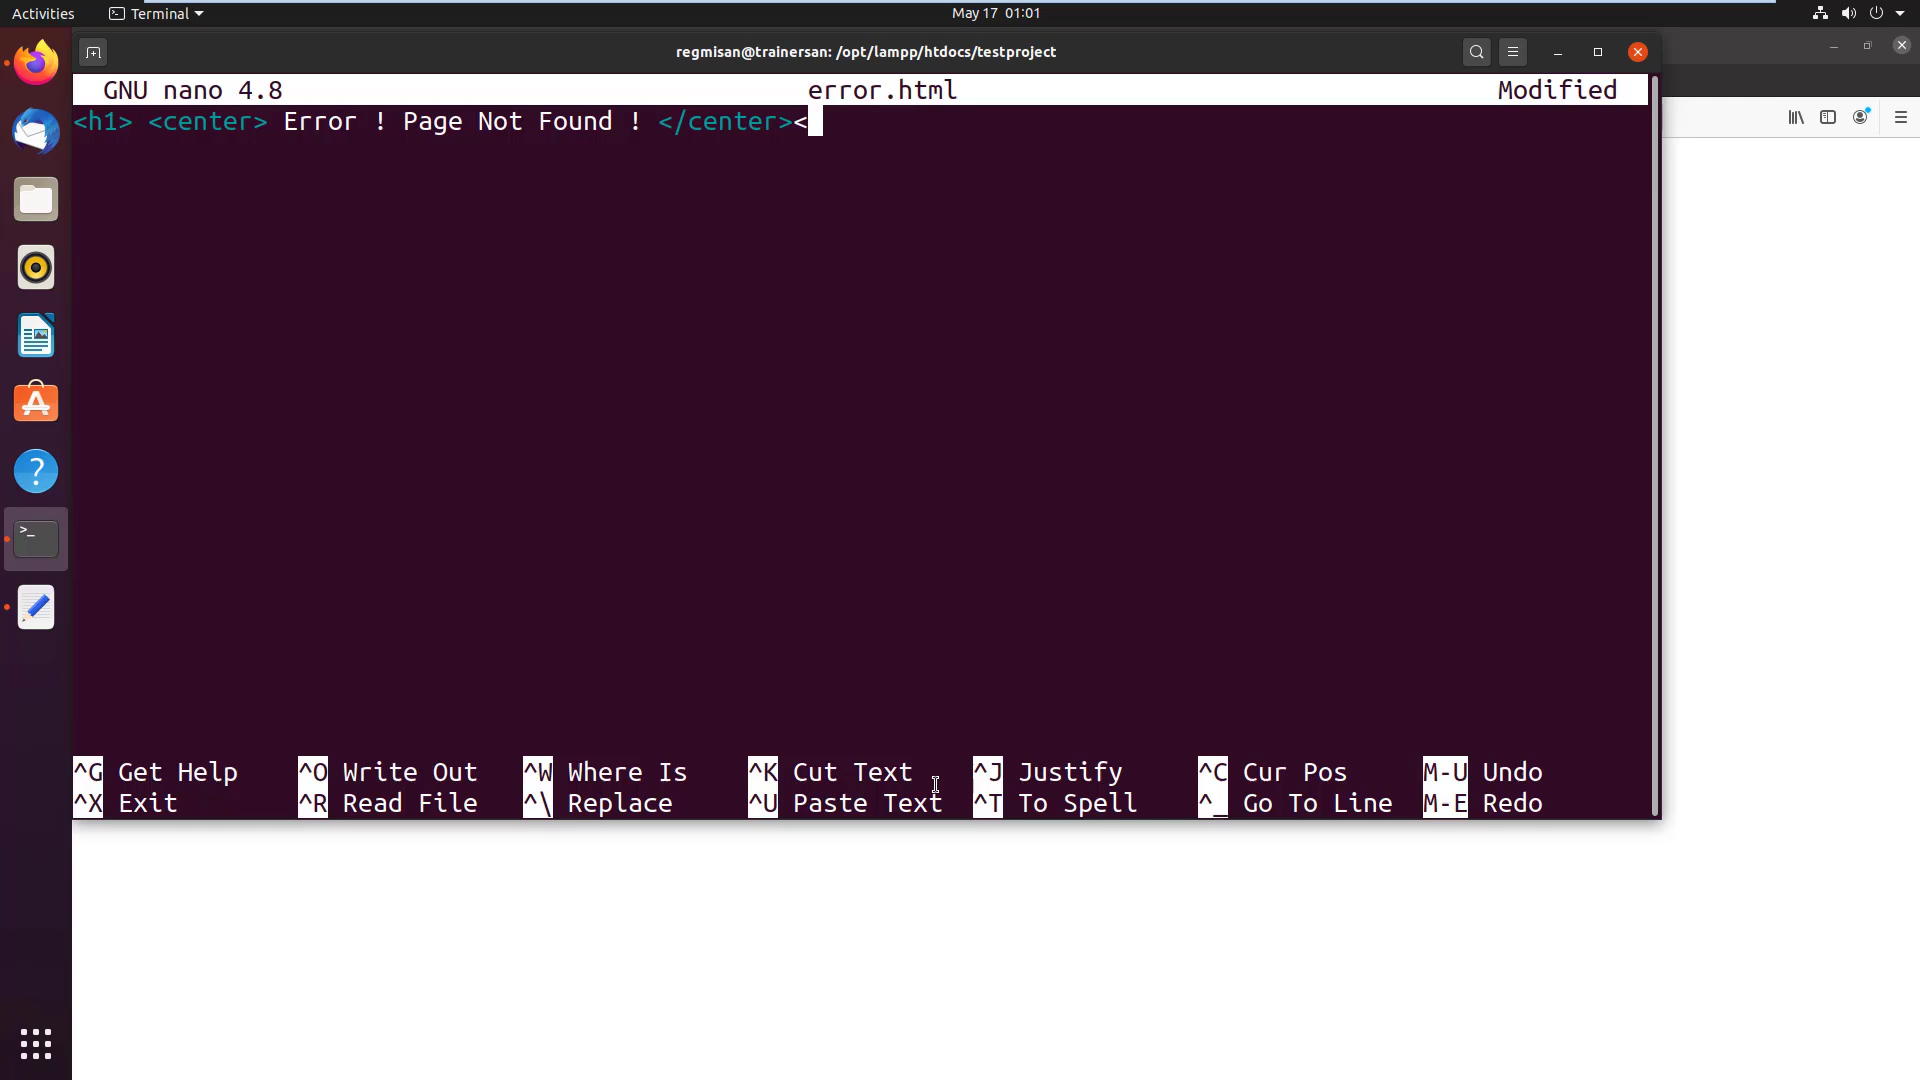 Activities Terminal May 17 01:01
regmisan@trainersan: /opt/lampp/htdocs/testproject
GNU nano 4.8 error.html Modified
<h1> <center> Error ! Page Not Found ! </center><
^G Get Help ^O Write Out ^W Where Is ^K Cut Text ^J Justify ^C Cur Pos M-U Undo
^X Exit ^R Read File ^\ Replace ^U Paste Text ^T To Spell ^_ Go To Line M-E Redo